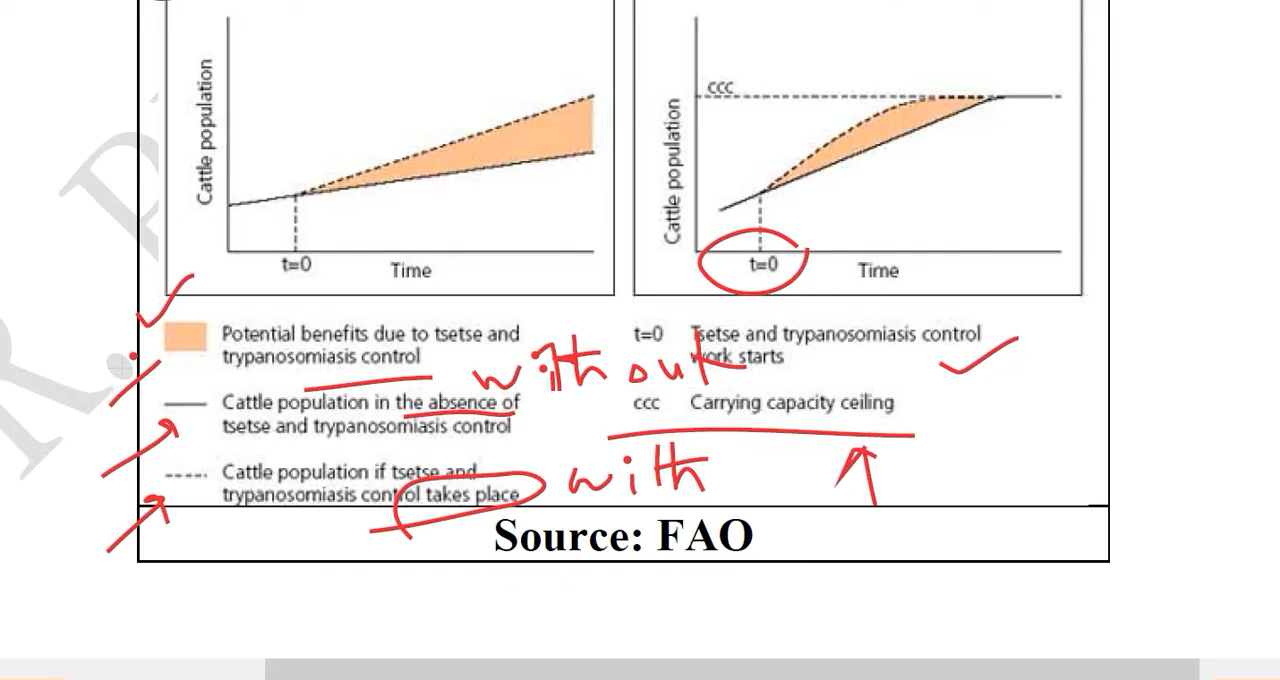 Cattle population
t=0
Time
CCC
Cattle population
t=0
Time
Potential benefits due to tsetse and
trypanosomiasis control
Cattle population in the absence of
tsetse and trypanosomiasis control
Cattle population if tsetse and
trypanosomiasis control takes place
t=0 Tsetse and trypanosomiasis control
work starts
ccc Carrying capacity ceiling
without
with
Source: FAO
R. P